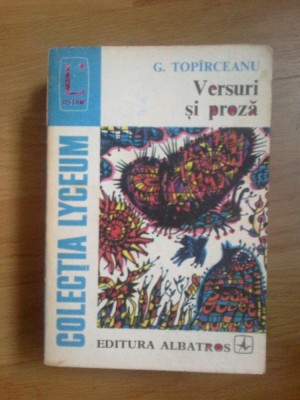 G. TOPÎRCEANU
Versuri
și proză
COLECȚIA LYCEUM
EDITURA ALBATROS